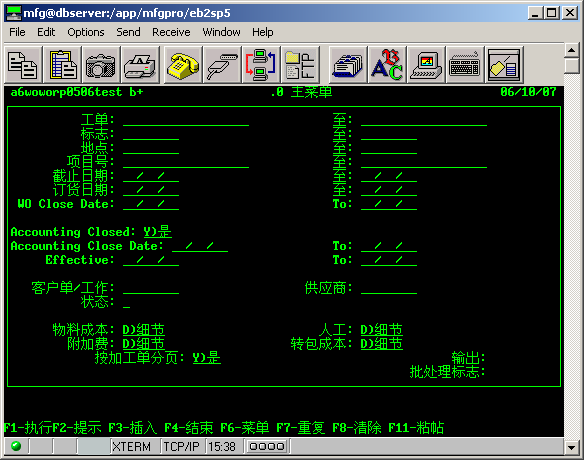 mfg@dbserver:/app/mfgpro/eb2sp5
File Edit Options Send Receive Window Help
a6woworp0506test b+ .0 主菜单 06/10/07
工单: 至:
标志: 至:
地点: 至:
项目号: 至:
截止日期: / / 至: / /
订货日期: / / 至: / /
WO Close Date: / / To: / /
Accounting Closed: Y)是
Accounting Close Date: / / To: / /
Effective: / / To: / /
客户单/工作: 供应商:
状态: _
物料成本: D)细节 人工: D)细节
附加费: D)细节 转包成本: D)细节
按加工单分页: Y)是 输出:
批处理标志:
F1-执行F2-提示 F3-插入 F4-结束 F6-菜单 F7-重复 F8-清除 F11-粘帖
XTERM TCP/IP 15:38